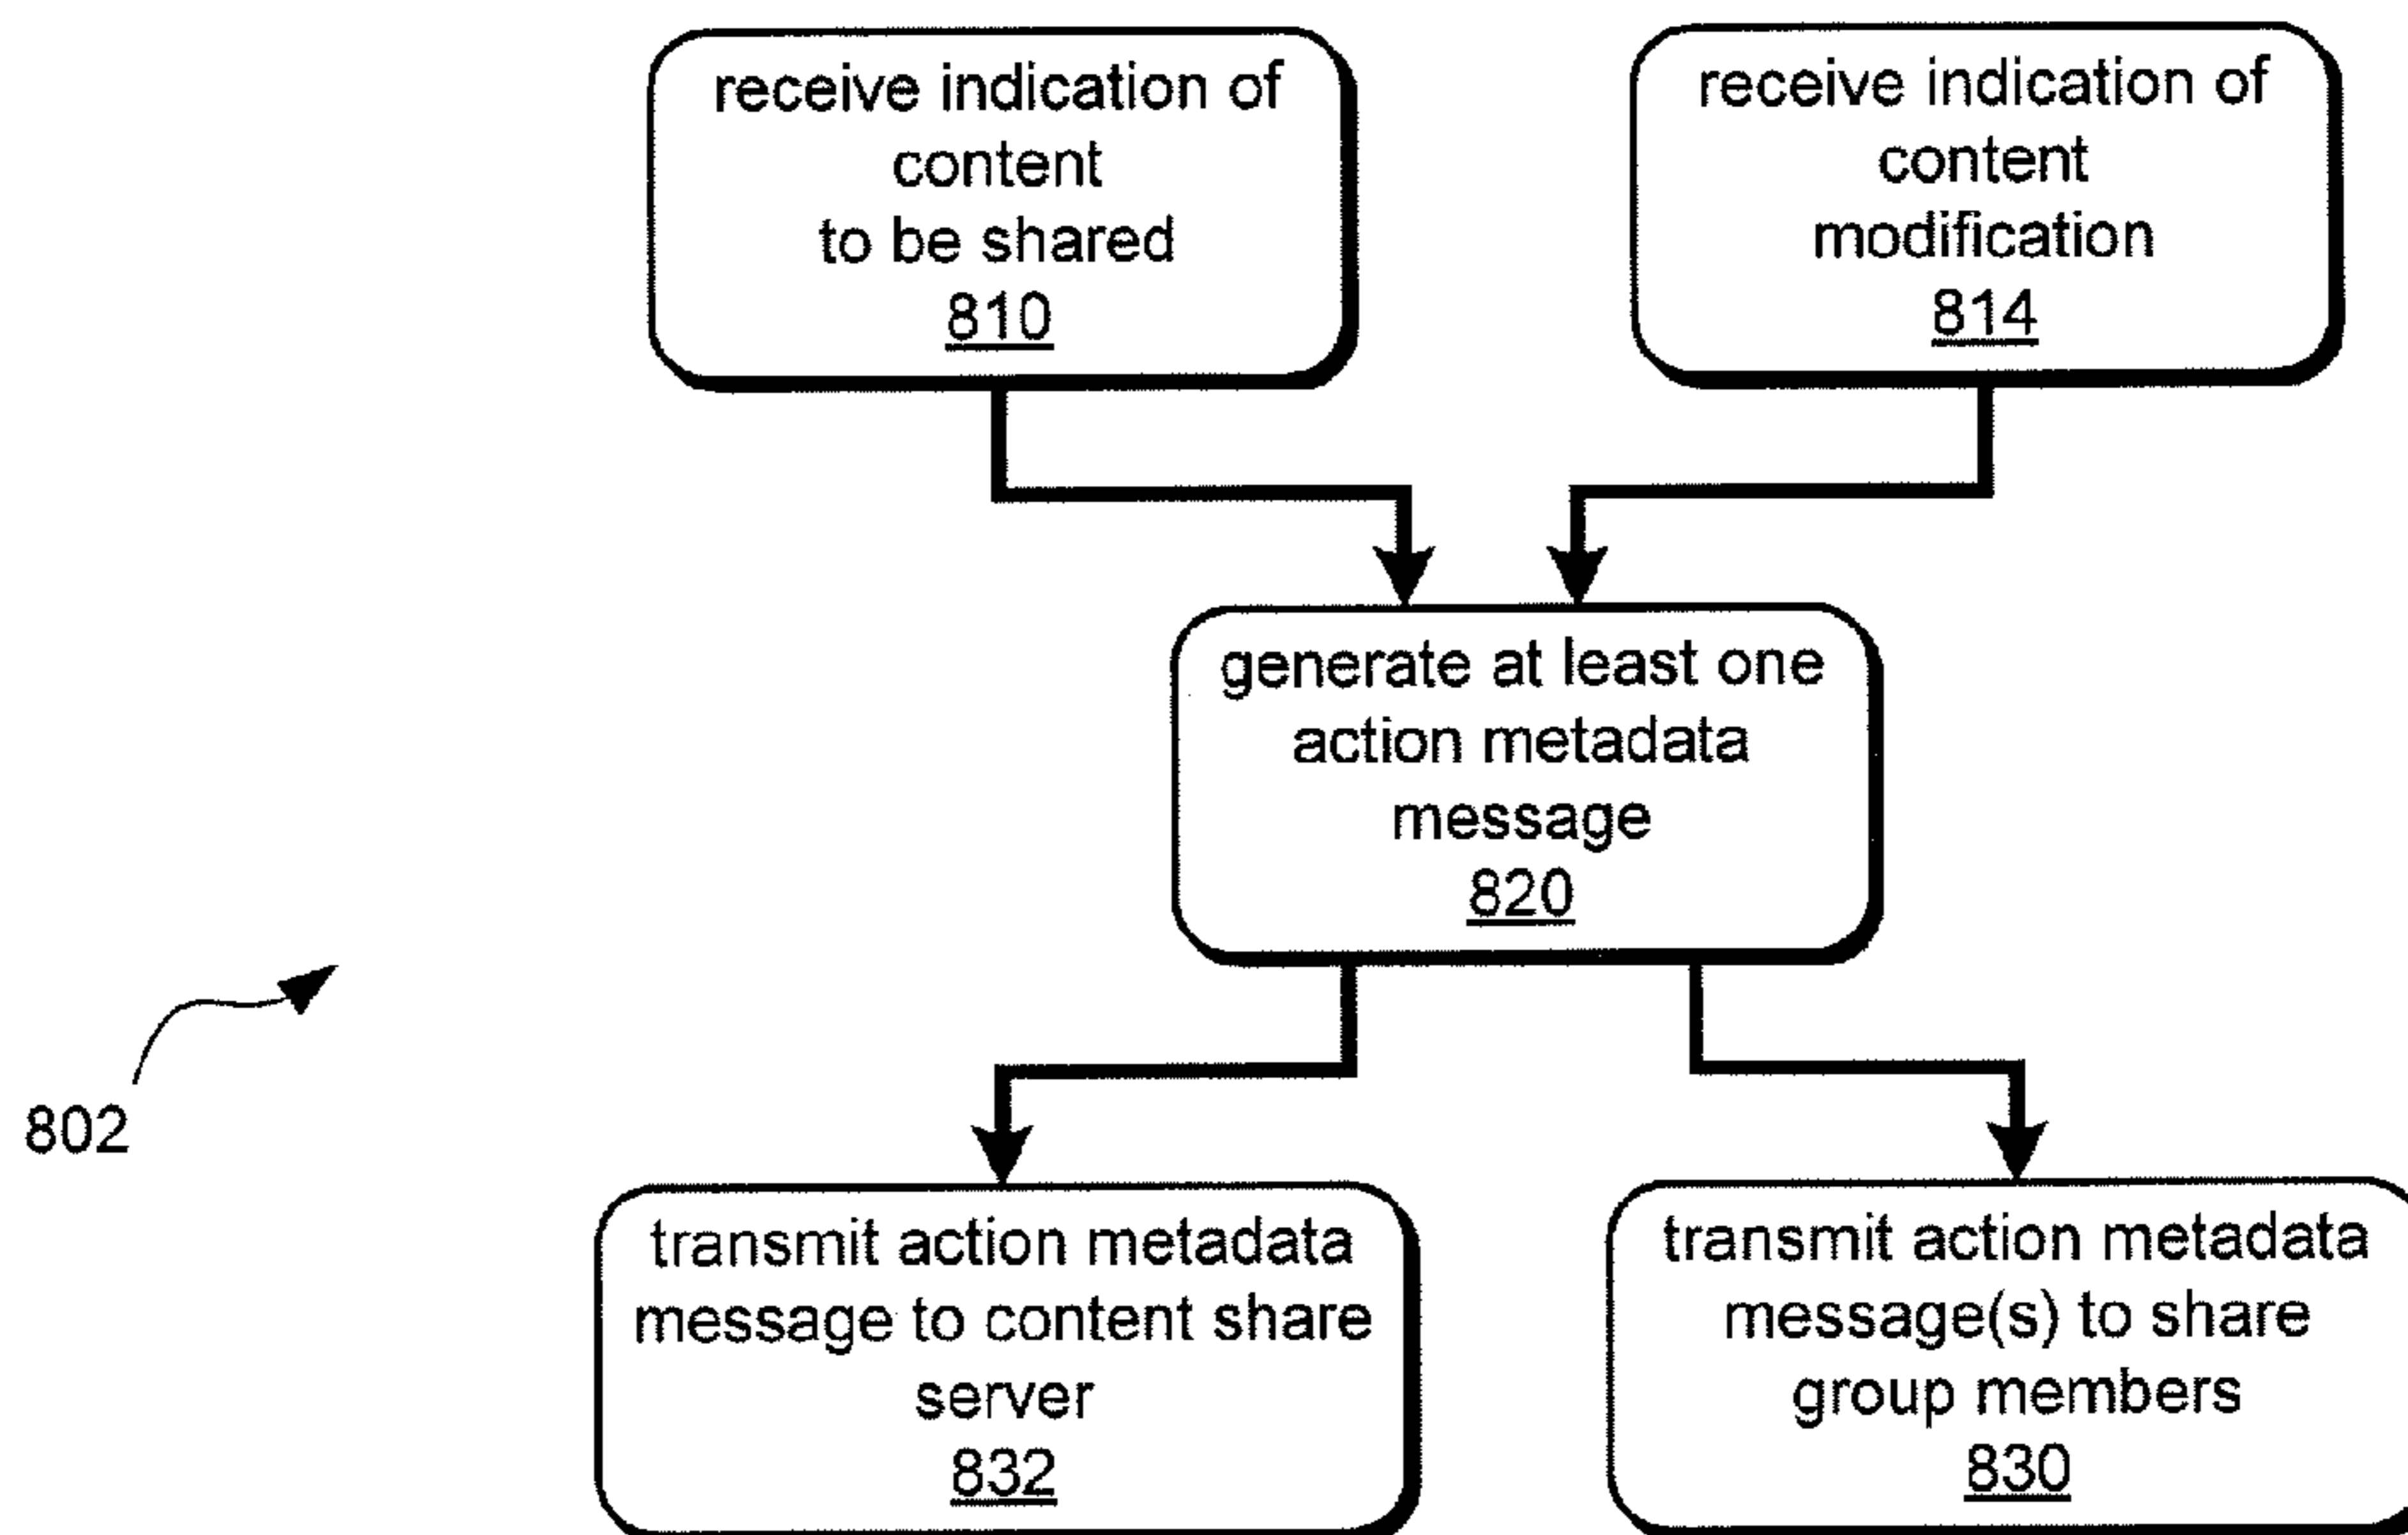 receive indication of
content
to be shared
810
receive indication of
content
modification
814
generate at least one
action metadata
message
820
802
transmit action metadata
message to content share
server
832
transmit action metadata
message(s) to share
group members
830